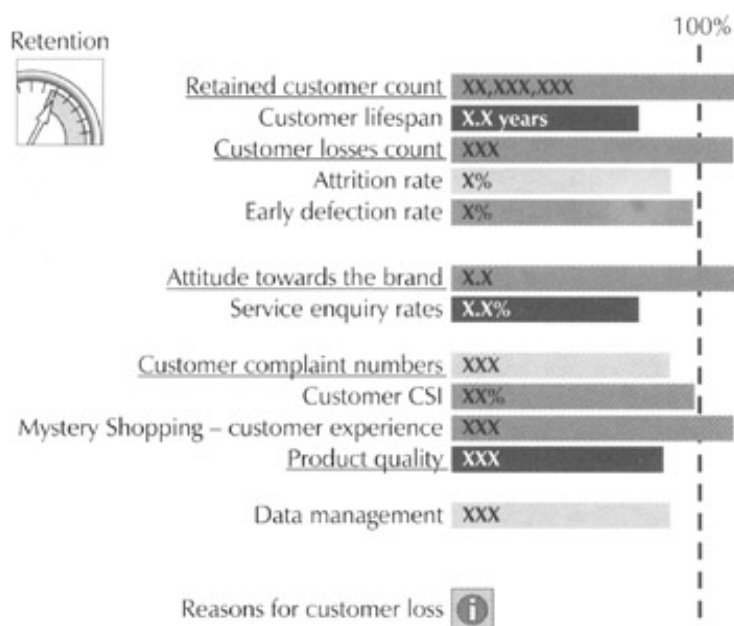 100%
Retention
Retained customer count XX,XXX,XXX
Customer lifespan X.X years
Customer losses count XXX
Attrition rate X%
Early defection rate X%
Attitude towards the brand X.X
Service enquiry rates X.X%
Customer complaint numbers XXX
Customer CSI XX%
Mystery Shopping – customer experience XXX
Product quality XXX
Data management XXX
Reasons for customer loss i